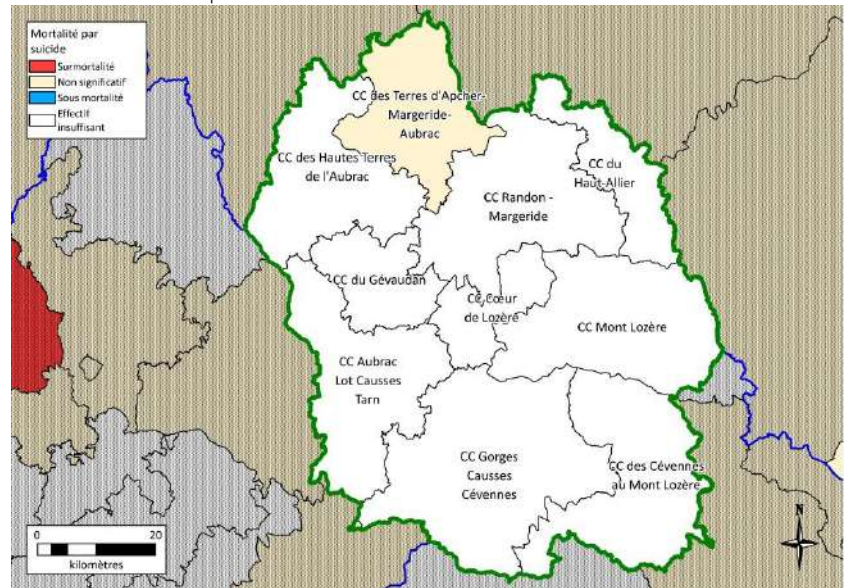 Mortalité par
suicide
Surmortalité
Non significatif
Sous mortalité
Effectif
insuffisant
CC des Terres d'Apcher-
Margeride-
Aubrac
CC des Hautes Terres
de l'Aubrac
CC du
Haut-Allier
CC Randon -
Margeride
CC du Gévaudan
CC Cœur
de Lozère
CC Mont Lozère
CC Aubrac
Lot Causses
Tarn
CC Gorges
Causses
Cévennes
CC des Cévennes
au Mont Lozère
N
0 20
kilomètres